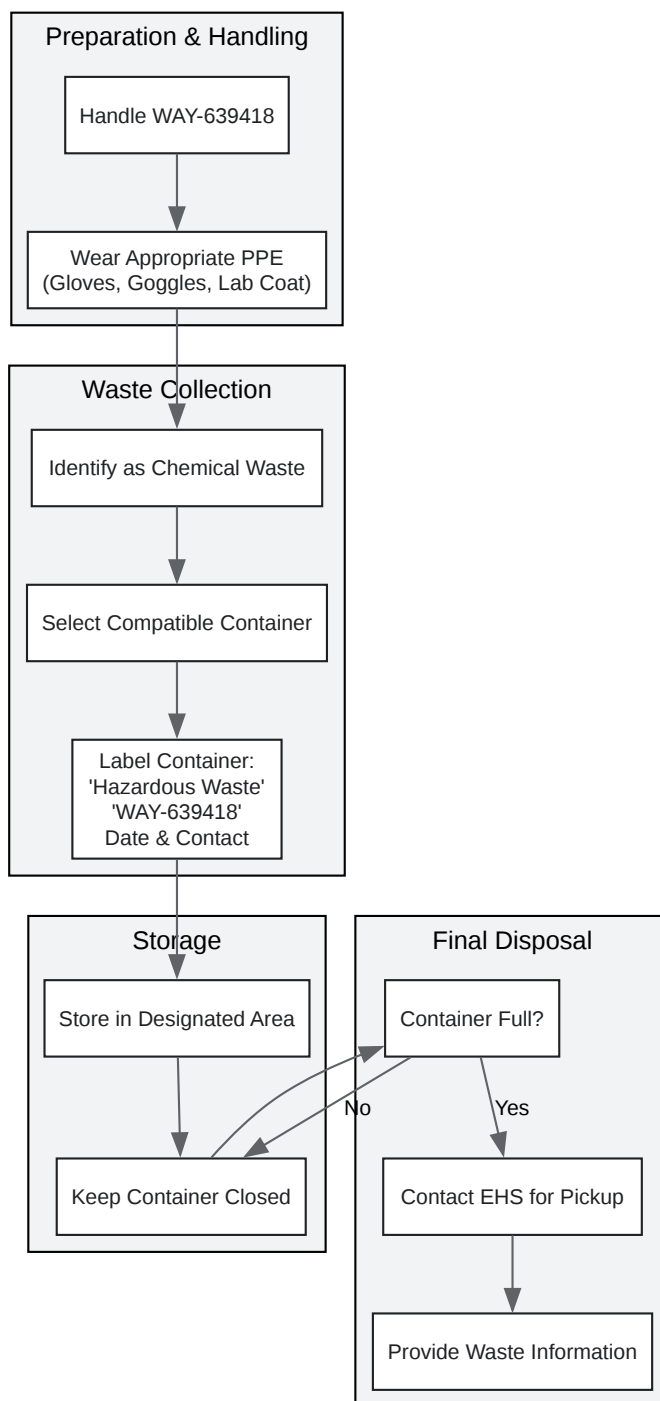 Preparation & Handling
Handle WAY-639418
Wear Appropriate PPE
(Gloves, Goggles, Lab Coat)
Waste Collection
Identify as Chemical Waste
Select Compatible Container
Label Container:
'Hazardous Waste'
'WAY-639418'
Date & Contact
Storage
Store in Designated Area
Keep Container Closed
Final Disposal
Container Full?
No
Yes
Contact EHS for Pickup
Provide Waste Information